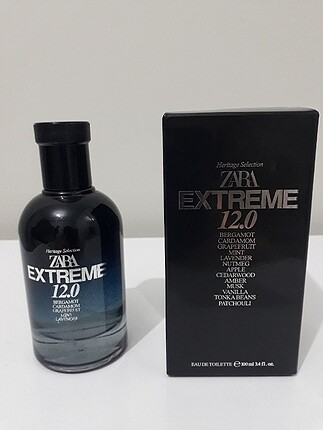 Heritage Selection
ZARA
EXTREME
12.0
BERGAMOT
CARDAMOM
GRAPEFRUIT
MINT
LAVENDER
Heritage Selection
ZARA
EXTREME
12.0
BERGAMOT
CARDAMOM
GRAPEFRUIT
MINT
LAVENDER
NUTMEG
APPLE
CEDARWOOD
AMBER
MUSK
VANILLA
TONKA BEANS
PATCHOULI
EAU DE TOILETTE ℮ 100 ml 3.4 fl. oz.